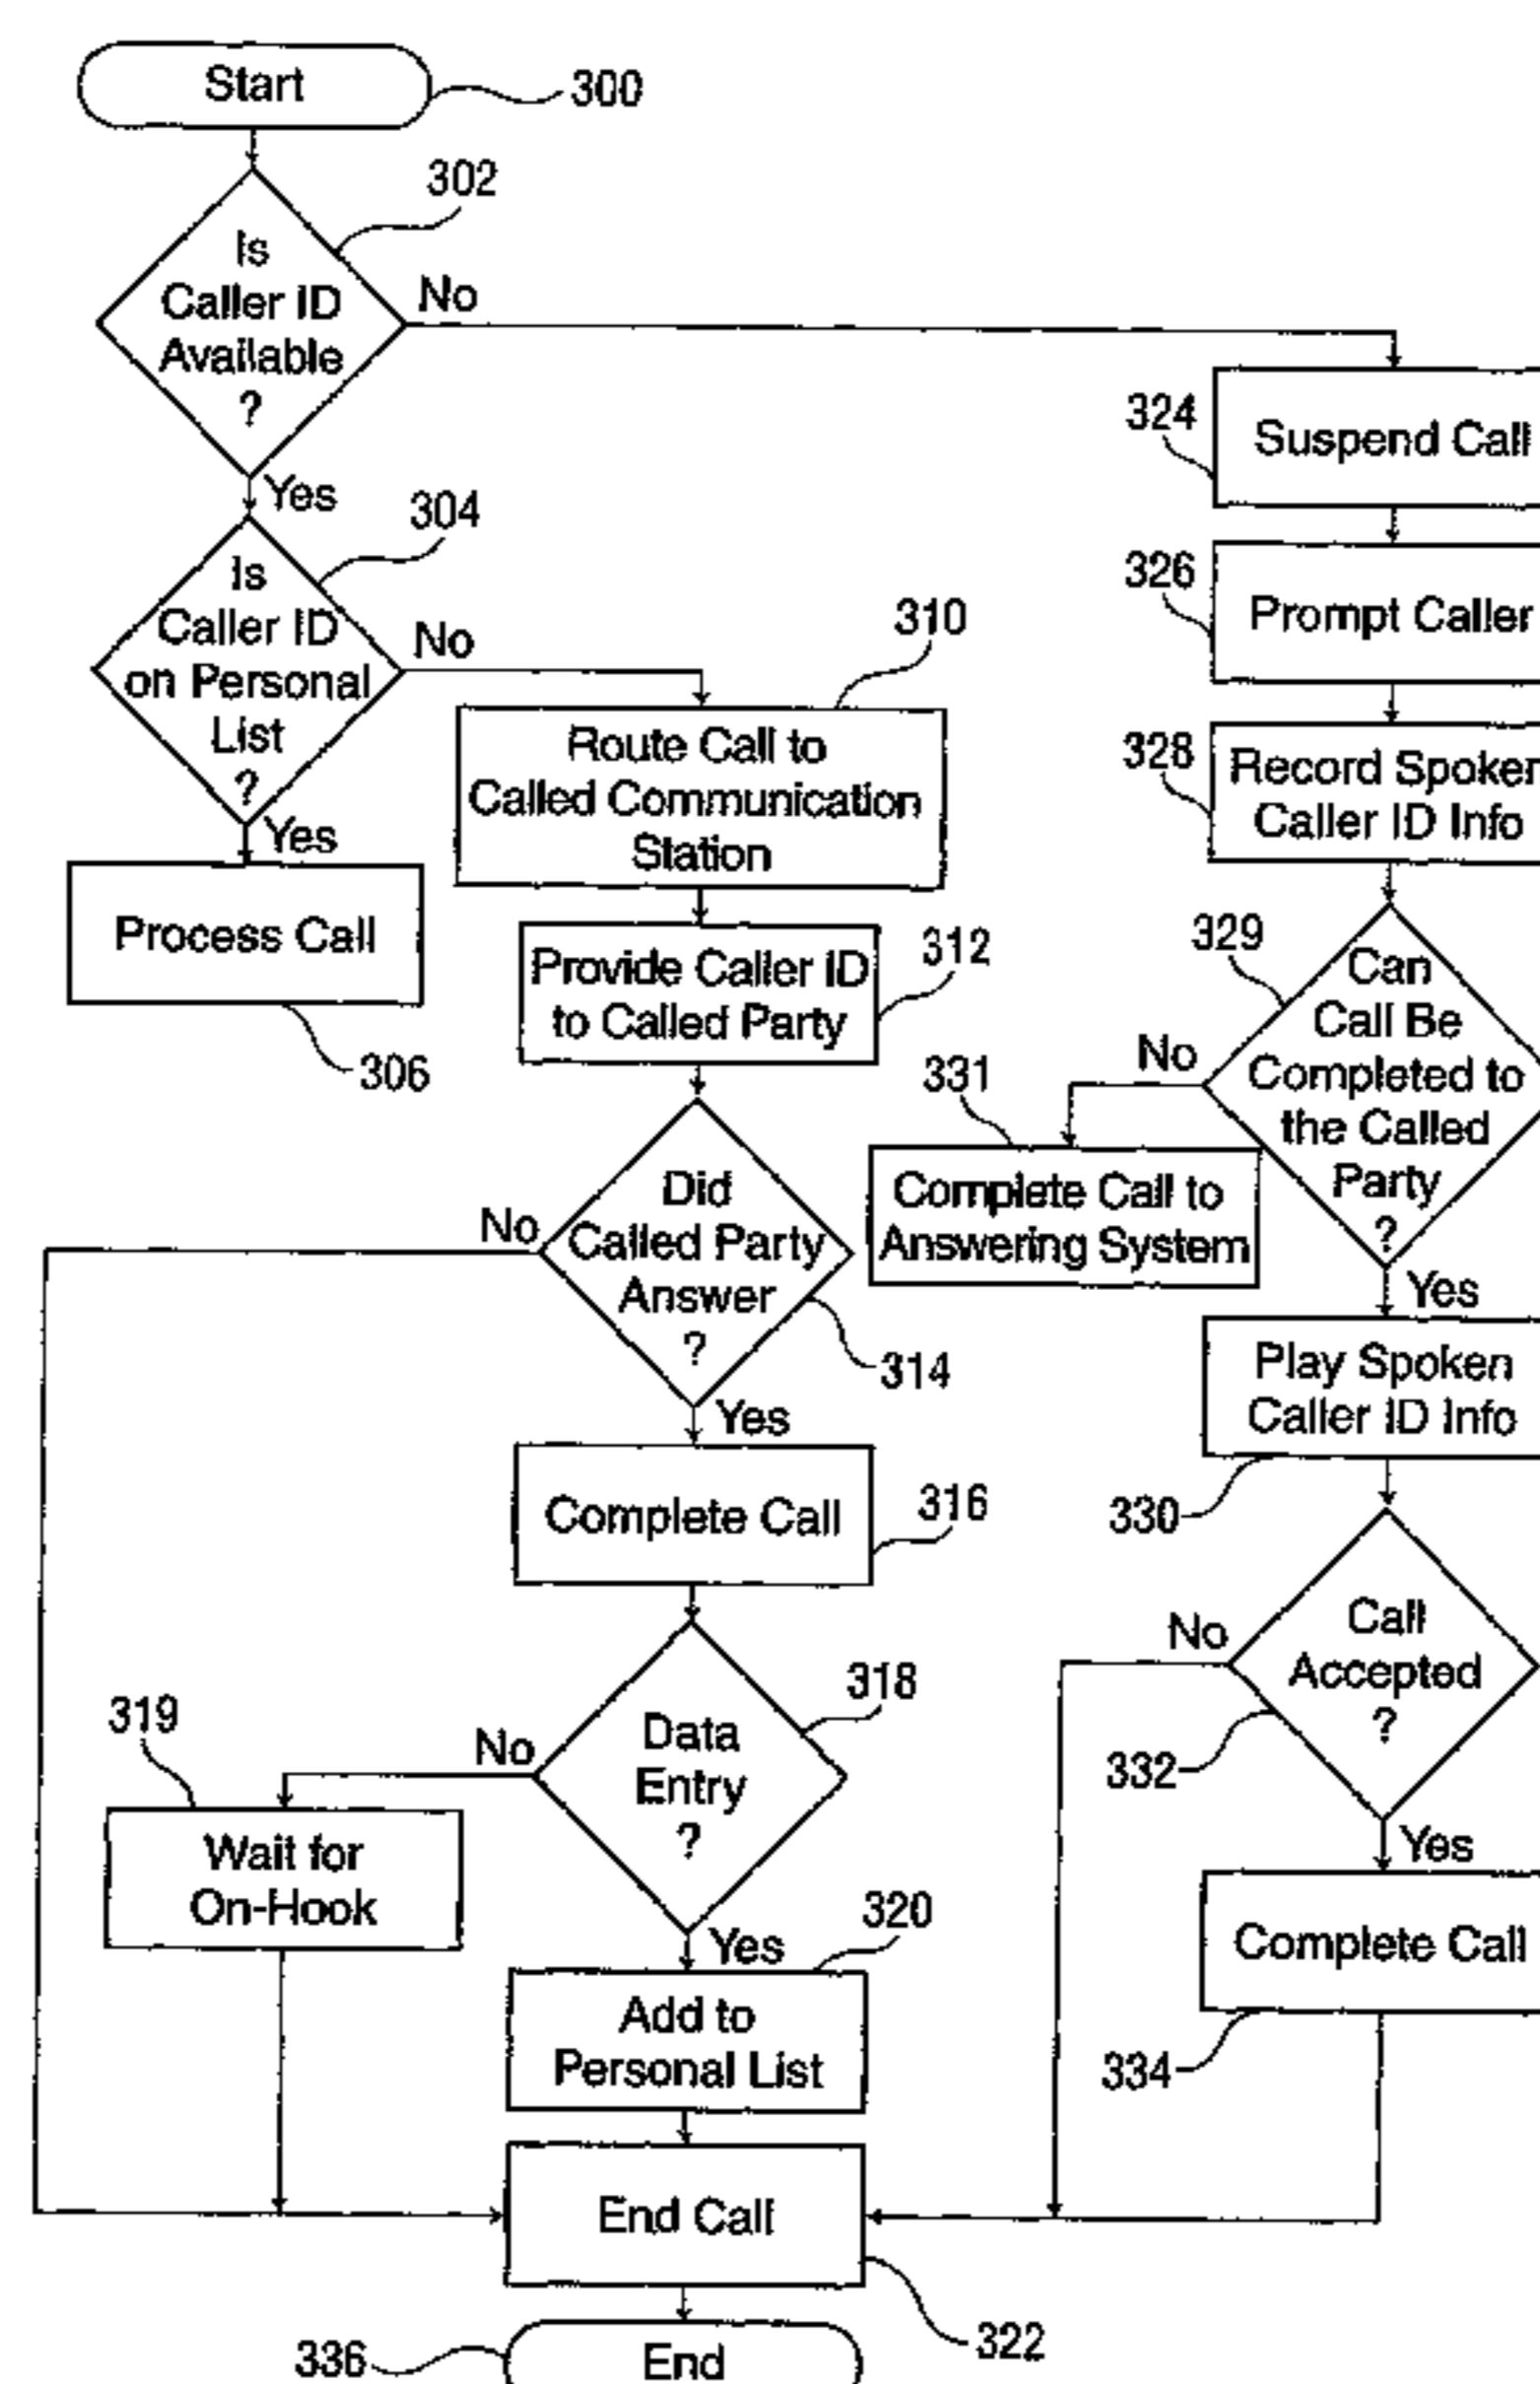 Start
300
302
Is
Caller ID
Available
?
No
Yes
304
Is
Caller ID
on Personal
List
?
No
Yes
Process Call
306
310
Route Call to
Called Communication
Station
Provide Caller ID
to Called Party
312
Did
Called Party
Answer
?
No
314
Yes
Complete Call
316
318
Data
Entry
?
No
319
Wait for
On-Hook
Yes
320
Add to
Personal List
End Call
322
336
End
324
Suspend Call
326
Prompt Caller
328
Record Spoken
Caller ID Info
329
Can
Call Be
Completed to
the Called
Party
?
No
331
Complete Call to
Answering System
Yes
Play Spoken
Caller ID Info
330
Call
Accepted
?
No
332
Yes
Complete Call
334